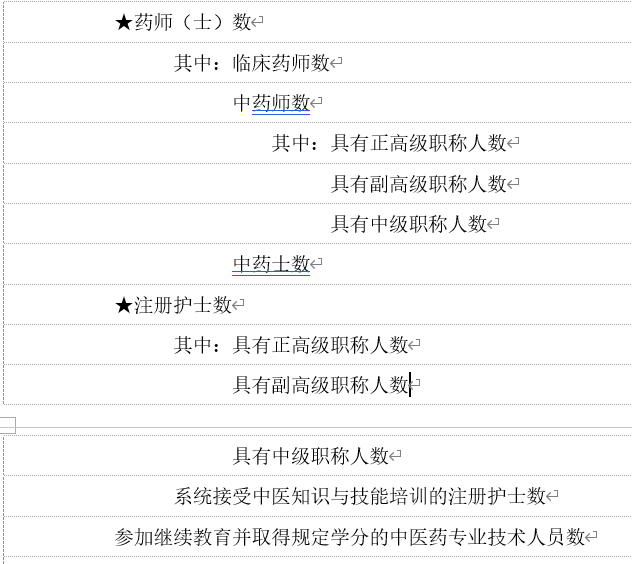 ★药师（士）数
其中：临床药师数
中药师数
其中：具有正高级职称人数
具有副高级职称人数
具有中级职称人数
中药士数
★注册护士数
其中：具有正高级职称人数
具有副高级职称人数
具有中级职称人数
系统接受中医知识与技能培训的注册护士数
参加继续教育并取得规定学分的中医药专业技术人员数